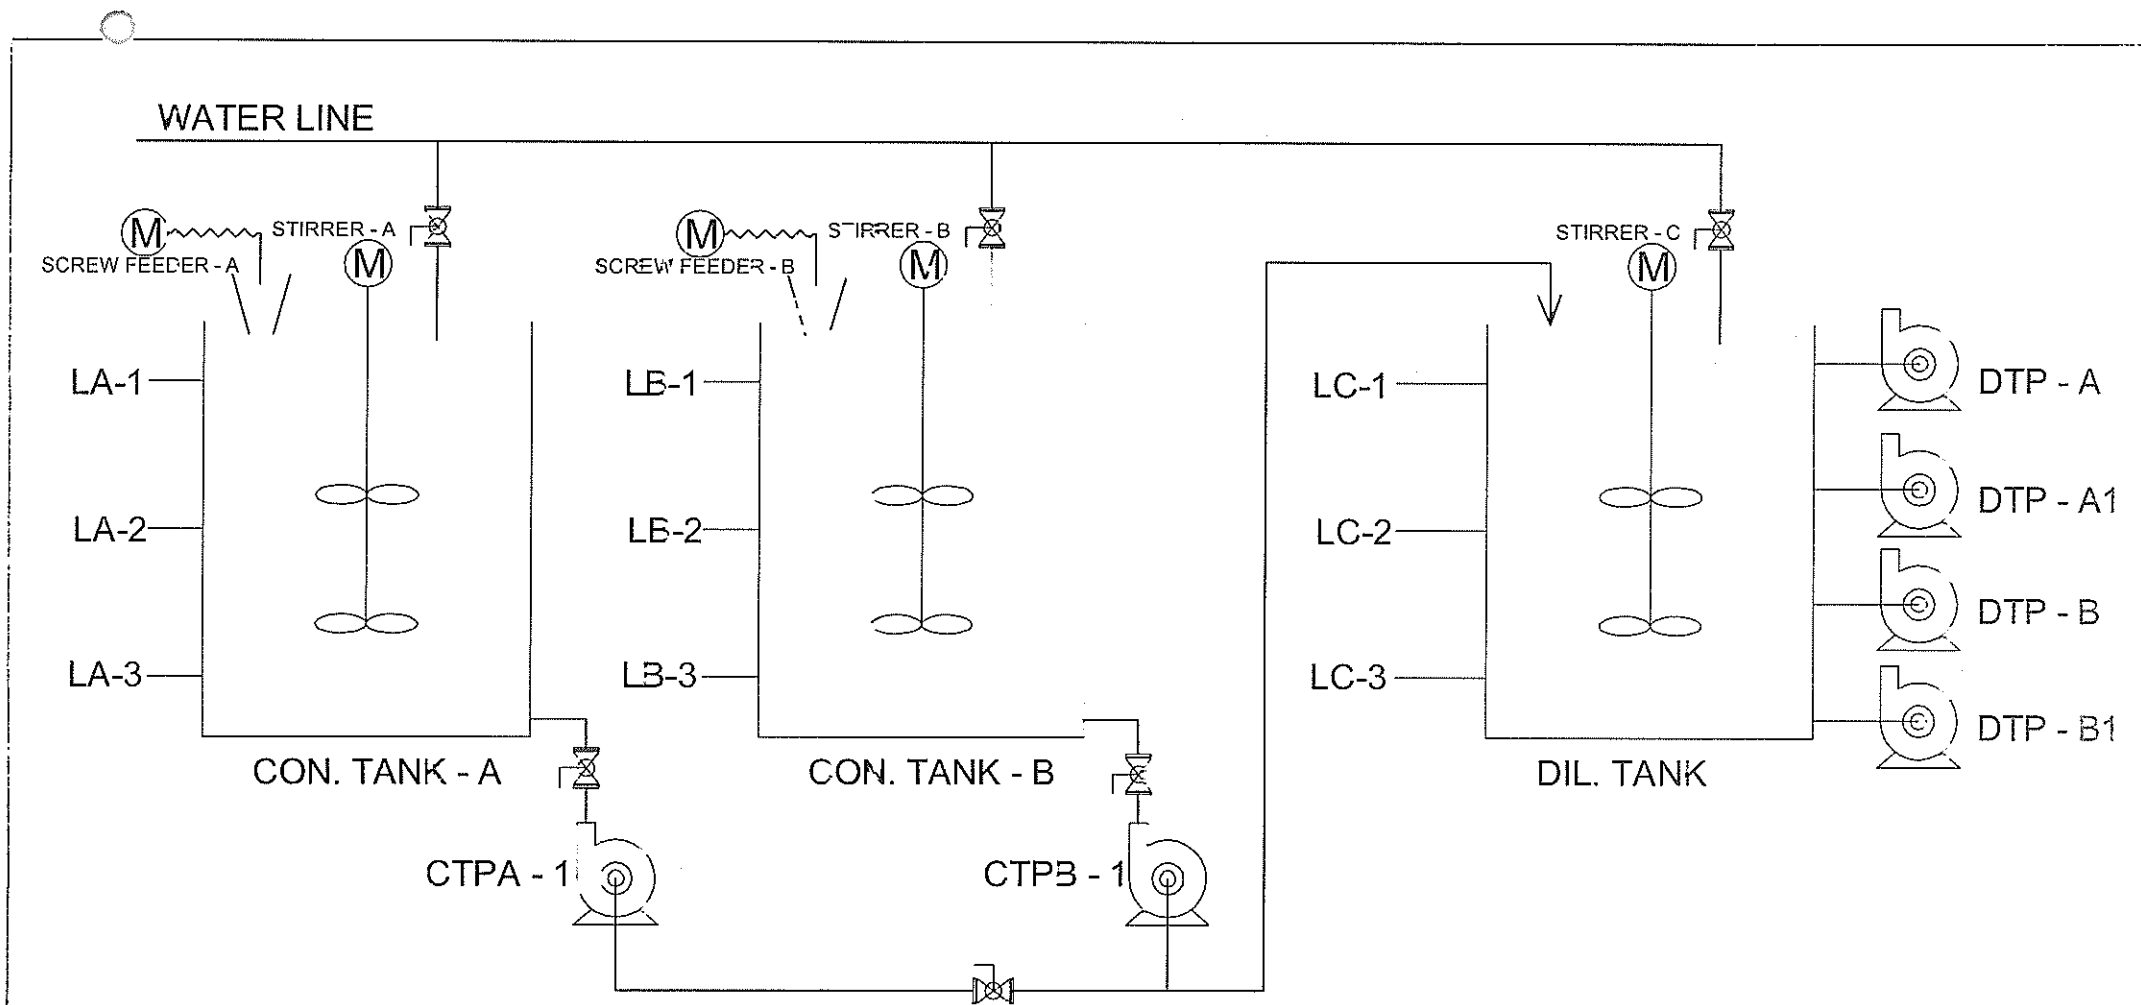 WATER LINE
M
STIRRER - A
M
SCREW FEEDER - A
M
STIRRER - B
M
SCREW FEEDER - B
STIRRER - C
M
LA-1
LA-2
LA-3
LB-1
LB-2
LB-3
LC-1
LC-2
LC-3
DTP - A
DTP - A1
DTP - B
DTP - B1
CON. TANK - A
CON. TANK - B
DIL. TANK
CTPA - 1
CTPB - 1